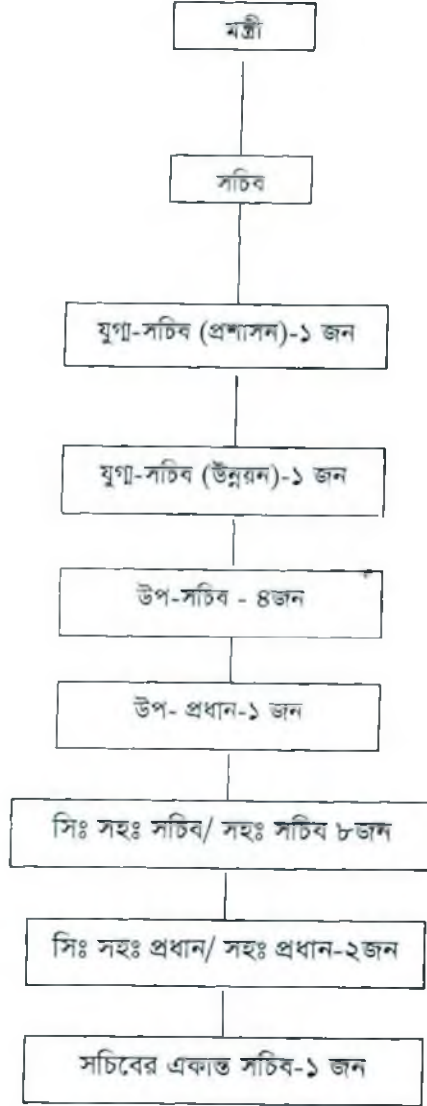 মন্ত্রী
সচিব
যুগ্ম-সচিব (প্রশাসন)-১ জন
যুগ্ম-সচিব (উন্নয়ন)-১ জন
উপ-সচিব - ৪জন
উপ- প্রধান-১ জন
সিঃ সহঃ সচিব/ সহঃ সচিব ৮জন
সিঃ সহঃ প্রধান/ সহঃ প্রধান-২জন
সচিবের একান্ত সচিব-১ জন